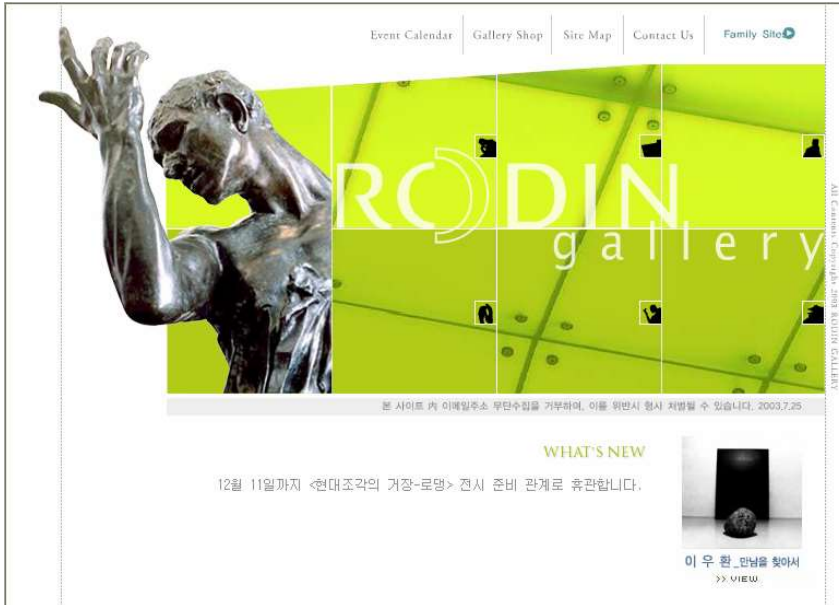 Event Calendar
Gallery Shop
Site Map
Contact Us
Family Site
RODIN
gallery
All Contents Copyright 2003 RODIN GALLERY
본 사이트 內 이메일주소 무단수집을 거부하며, 이를 위반시 형사 처벌될 수 있습니다. 2003.7.25
WHAT'S NEW
12월 11일까지 <현대조각의 거장-로댕> 전시 준비 관계로 휴관합니다.
이 우 환_만남을 찾아서
>> VIEW